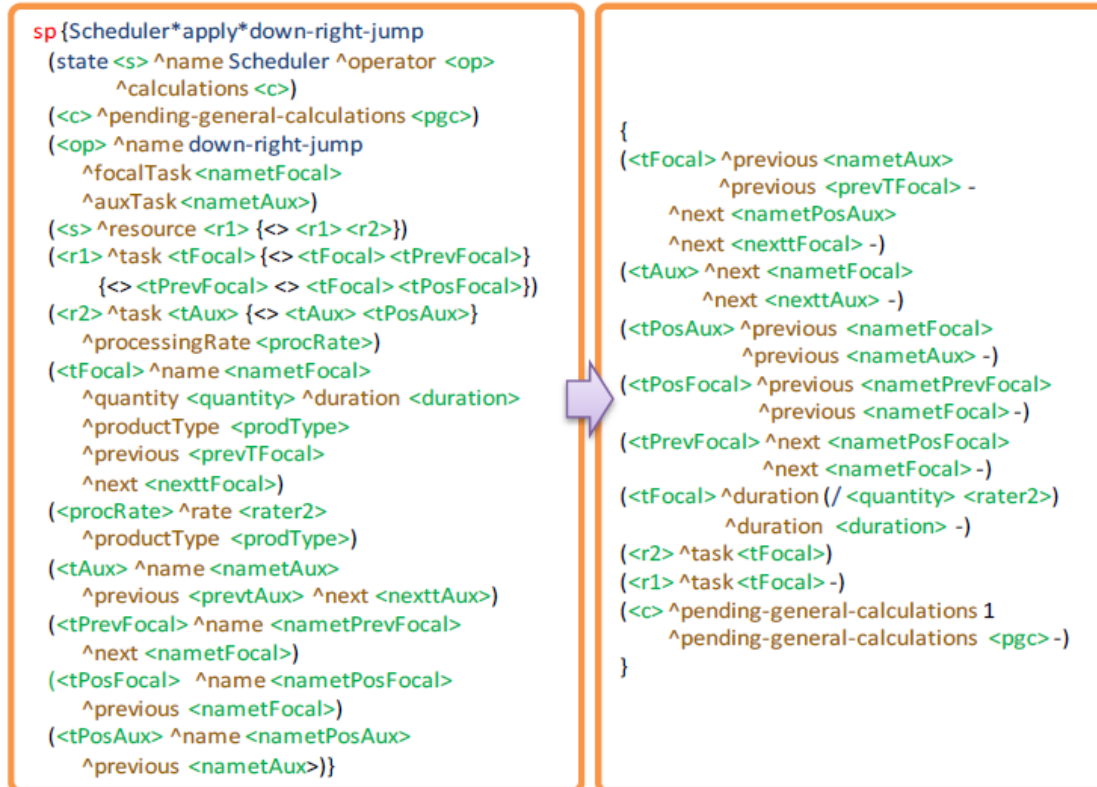 sp {Scheduler*apply*down-right-jump
(state <s> ^name Scheduler ^operator <op>
^calculations <c>)
(<c> ^pending-general-calculations <pgc>)
(<op> ^name down-right-jump
^focalTask <nametFocal>
^auxTask <nametAux>)
(<s> ^resource <r1> {<> <r1> <r2>})
(<r1> ^task <tFocal> {<> <tFocal> <tPrevFocal>}
{<> <tPrevFocal> <> <tFocal> <tPosFocal>})
(<r2> ^task <tAux> {<> <tAux> <tPosAux>}
^processingRate <procRate>)
(<tFocal> ^name <nametFocal>
^quantity <quantity> ^duration <duration>
^productType <prodType>
^previous <prevTFocal>
^next <nexttFocal>)
(<procRate> ^rate <rater2>
^productType <prodType>)
(<tAux> ^name <nametAux>
^previous <prevtAux> ^next <nexttAux>)
(<tPrevFocal> ^name <nametPrevFocal>
^next <nametFocal>)
(<tPosFocal> ^name <nametPosFocal>
^previous <nametFocal>)
(<tPosAux> ^name <nametPosAux>
^previous <nametAux>)}
{
(<tFocal> ^previous <nametAux>
^previous <prevTFocal> -
^next <nametPosAux>
^next <nexttFocal> -)
(<tAux> ^next <nametFocal>
^next <nexttAux> -)
(<tPosAux> ^previous <nametFocal>
^previous <nametAux> -)
(<tPosFocal> ^previous <nametPrevFocal>
^previous <nametFocal> -)
(<tPrevFocal> ^next <nametPosFocal>
^next <nametFocal> -)
(<tFocal> ^duration (/ <quantity> <rater2>)
^duration <duration> -)
(<r2> ^task <tFocal>)
(<r1> ^task <tFocal> -)
(<c> ^pending-general-calculations 1
^pending-general-calculations <pgc> -)
}